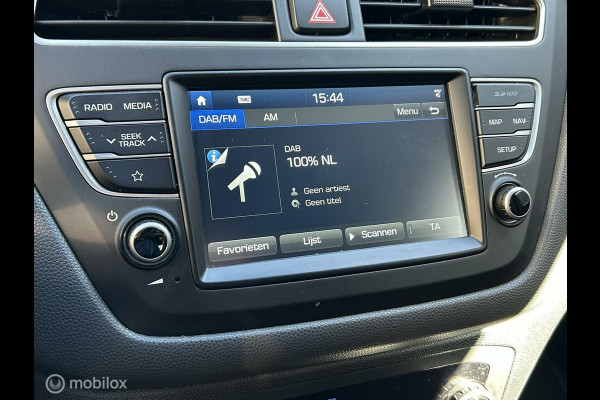 RADIO MEDIA
SEEK
TRACK
TMC 15:44
DAB/FM AM Menu
DAB
100% NL
Geen artiest
Geen titel
Favorieten Lijst Scannen TA
MAP NAV
SETUP
mobilox